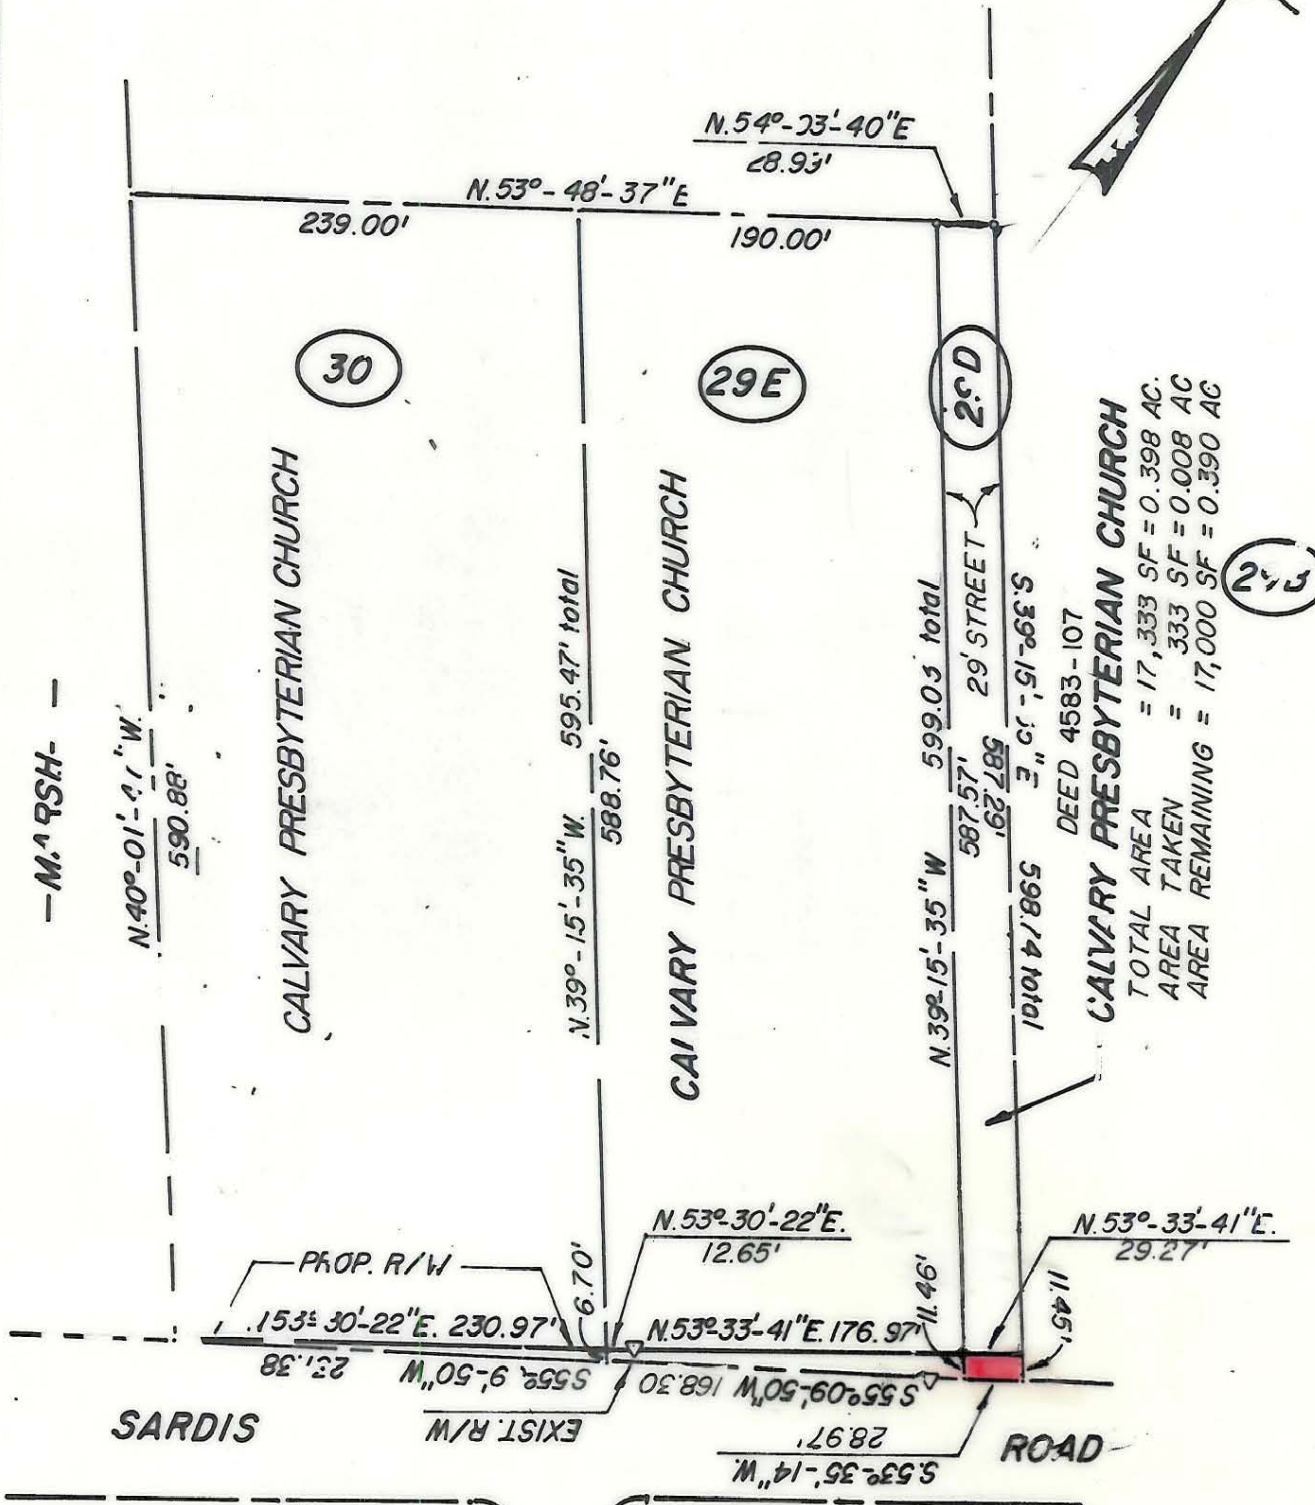 28.93'
N.53°-48'-37"E
239.00'
190.00'
30
29E
CALVARY PRESBYTERIAN CHURCH
590.88'
N.39°-15'-35"W. 595.47' total
588.76'
PRESBYTERIAN CHURCH
N.39°-15'-35"W 599.03 total
587.57'
29' STREET
587.29'
598.14 total
DEED 4583-107
CALVARY PRESBYTERIAN CHURCH
TOTAL AREA = 17,333 SF = 0.398 AC.
AREA TAKEN = 333 SF = 0.008 AC
AREA REMAINING = 17,000 SF = 0.390 AC
N.53°-30'-22"E.
12.65'
N.53°-33'-41"E.
29.27'
PROP. R/W
6.70'
11.46'
11.45'
30'-22"E. 230.97'
N.53°-33'-41"E. 176.97'
S.55°-09'-50"W 168.30
EXIST. R/W
28.97'
S.53°-35'-14"W.
SARDIS
ROAD